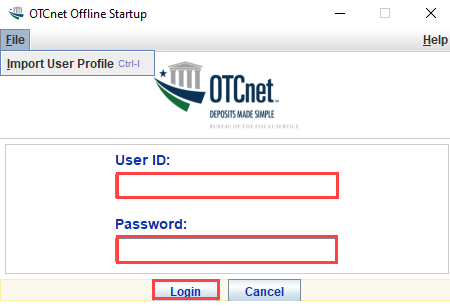 OTCnet Offline Startup
File
Help
Import User Profile Ctrl-I
OTCnet
DEPOSITS MADE SIMPLE
BUREAU OF THE FISCAL SERVICE
User ID:
Password:
Login Cancel